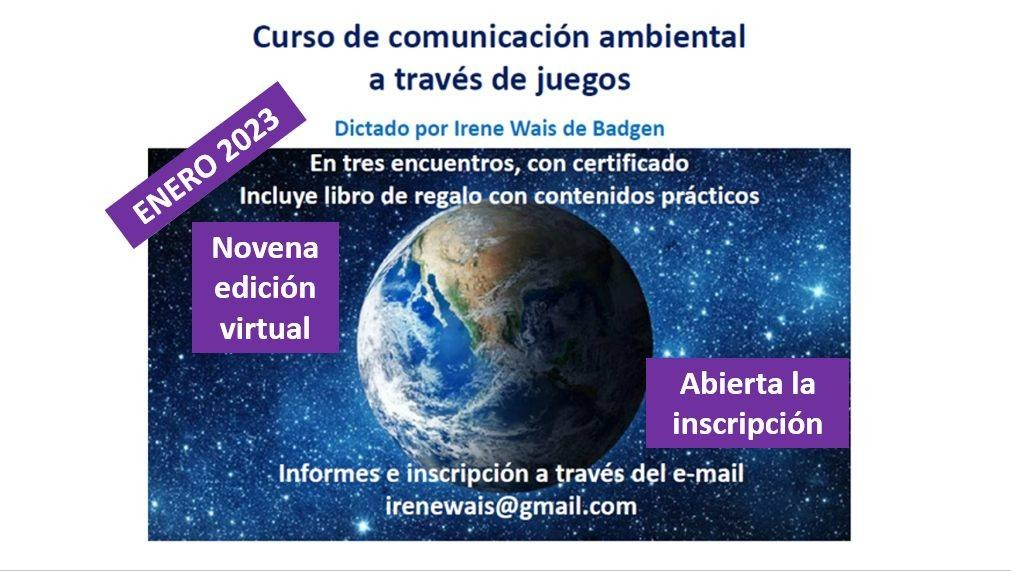 Curso de comunicación ambiental
a través de juegos
Dictado por Irene Wais de Badgen
ENERO 2023
En tres encuentros, con certificado
Incluye libro de regalo con contenidos prácticos
Novena
edición
virtual
Abierta la
inscripción
Informes e inscripción a través del e-mail
irenewais@gmail.com